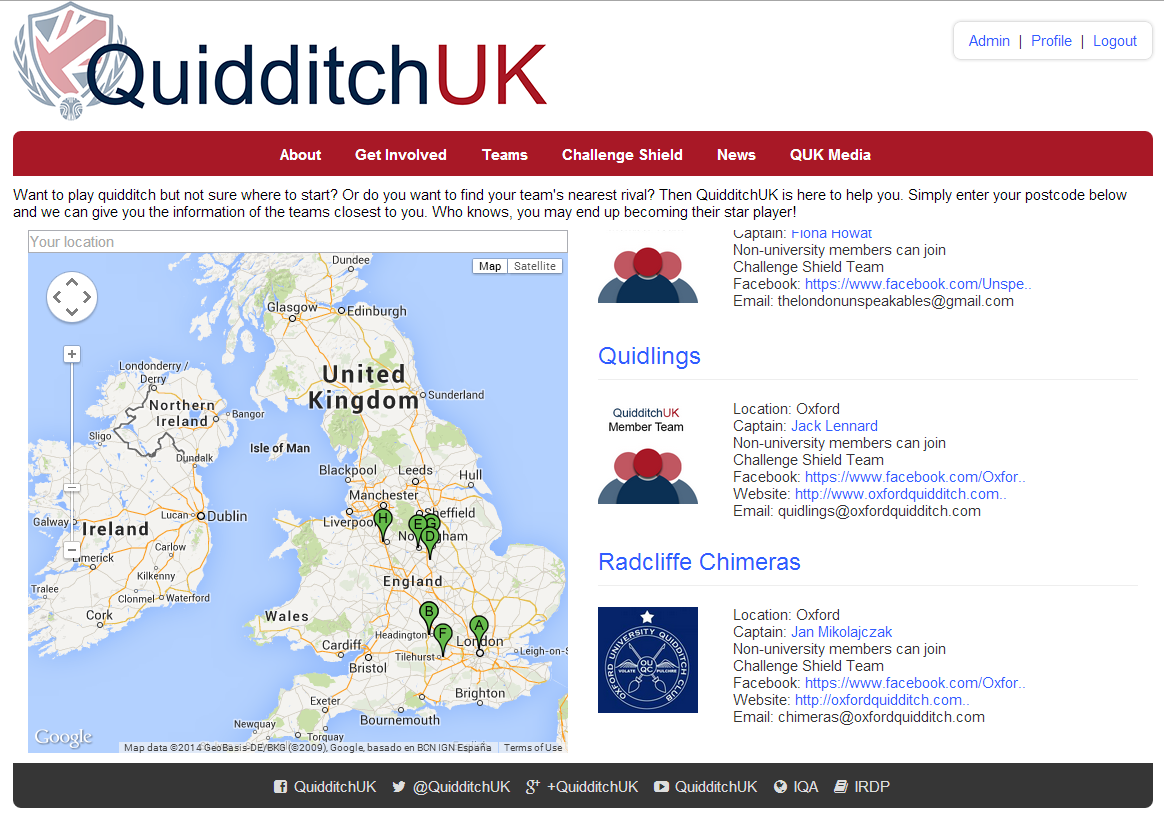 QuidditchUK
Admin | Profile | Logout
About Get Involved Teams Challenge Shield News QUK Media
Want to play quidditch but not sure where to start? Or do you want to find your team's nearest rival? Then QuidditchUK is here to help you. Simply enter your postcode below
and we can give you the information of the teams closest to you. Who knows, you may end up becoming their star player!
Your location
Map Satellite
Dundee
Glasgow
Edinburgh
United
Kingdom
Londonderry /
Derry
Northern
Ireland
Bangor
Sunderland
Sligo
Isle of Man
Dundalk
Blackpool
Leeds
Hull
Manchester
Galway
Lucan
Dublin
Liverpool
Sheffield
H
E
G
D
Ireland
Carlow
Limerick
Kilkenny
England
Tralee
Clonmel
Waterford
Cork
Wales
B
A
F
Headington
London
Cardiff
Tilehurst
Leigh-on-S
Bristol
Exeter
Brighton
Bournemouth
Newquay
Torquay
Google
Map data ©2014 GeoBasis-DE/BKG (©2009), Google, basado en BCN IGN España Terms of Use
Captain: Fiona Howat
Non-university members can join
Challenge Shield Team
Facebook: https://www.facebook.com/Unspe..
Email: thelondonunspeakables@gmail.com
Quidlings
QuidditchUK
Member Team
Location: Oxford
Captain: Jack Lennard
Non-university members can join
Challenge Shield Team
Facebook: https://www.facebook.com/Oxfor..
Website: http://www.oxfordquidditch.com..
Email: quidlings@oxfordquidditch.com
Radcliffe Chimeras
OXFORD UNIVERSITY QUIDDITCH CLUB
OU
QC
VOLATE PULCHRE
Location: Oxford
Captain: Jan Mikolajczak
Non-university members can join
Challenge Shield Team
Facebook: https://www.facebook.com/Oxfor..
Website: http://oxfordquidditch.com..
Email: chimeras@oxfordquidditch.com
QuidditchUK @QuidditchUK +QuidditchUK QuidditchUK IQA IRDP